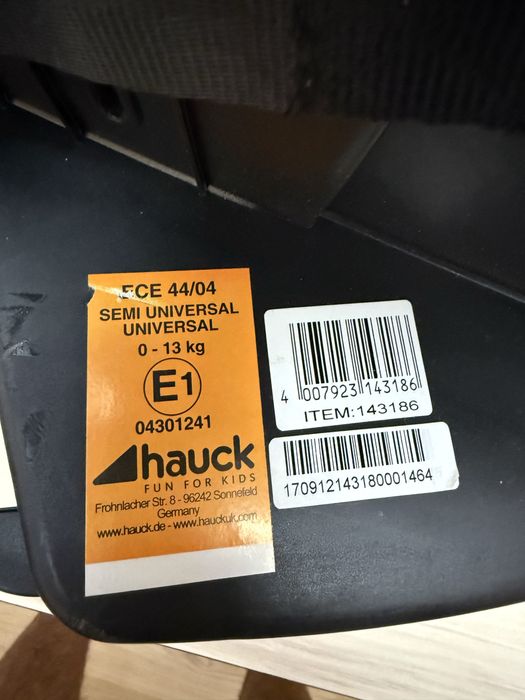 ECE 44/04
SEMI UNIVERSAL
UNIVERSAL
0 - 13 kg
E1
04301241
hauck
FUN FOR KIDS
Frohnlacher Str. 8 - 96242 Sonnefeld
Germany
www.hauck.de - www.hauckuk.com
4 007923 143186
ITEM:143186
170912143180001464